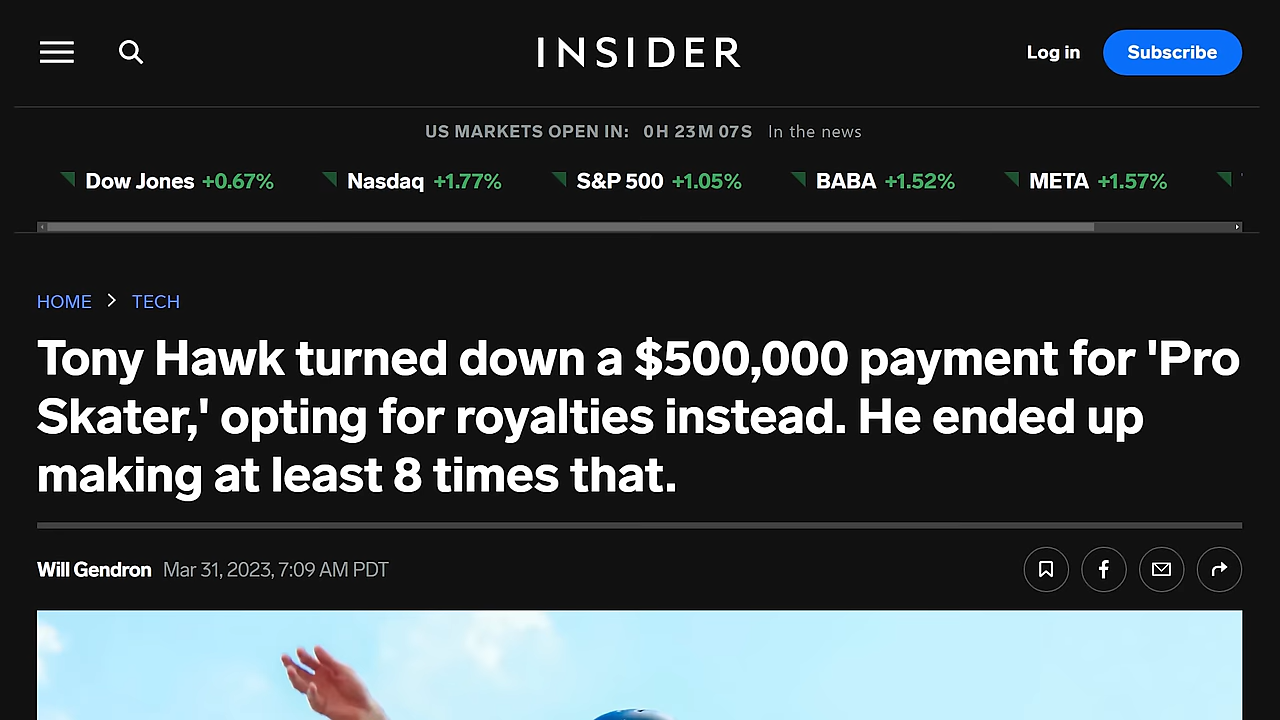 INSIDER
Log in
Subscribe
US MARKETS OPEN IN: 0H 23M 07S In the news
Dow Jones +0.67% Nasdaq +1.77% S&P 500 +1.05% BABA +1.52% META +1.57%
HOME > TECH
Tony Hawk turned down a $500,000 payment for 'Pro
Skater,' opting for royalties instead. He ended up
making at least 8 times that.
Will Gendron Mar 31, 2023, 7:09 AM PDT